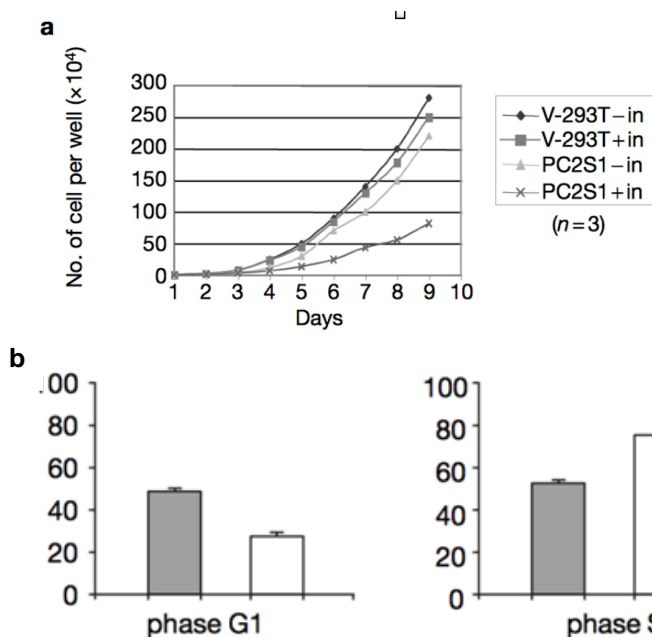 a
No. of cell per well (×10⁴)
300
250
200
150
100
50
0
1 2 3 4 5 6 7 8 9 10
Days
V-293T−in
V-293T+in
PC2S1−in
PC2S1+in
(n=3)
b
00
80
60
40
20
0
phase G1
100
80
60
40
20
0
phase S